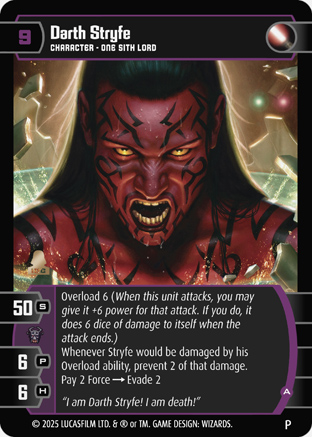 9
Darth Stryfe
CHARACTER - ONE SITH LORD
50 S
6 P
6 H
Overload 6 (When this unit attacks, you may
give it +6 power for that attack. If you do, it
does 6 dice of damage to itself when the
attack ends.)
Whenever Stryfe would be damaged by his
Overload ability, prevent 2 of that damage.
Pay 2 Force → Evade 2
"I am Darth Stryfe! I am death!"
A
© 2025 LUCASFILM LTD. & ® or TM. GAME DESIGN: WIZARDS.
P